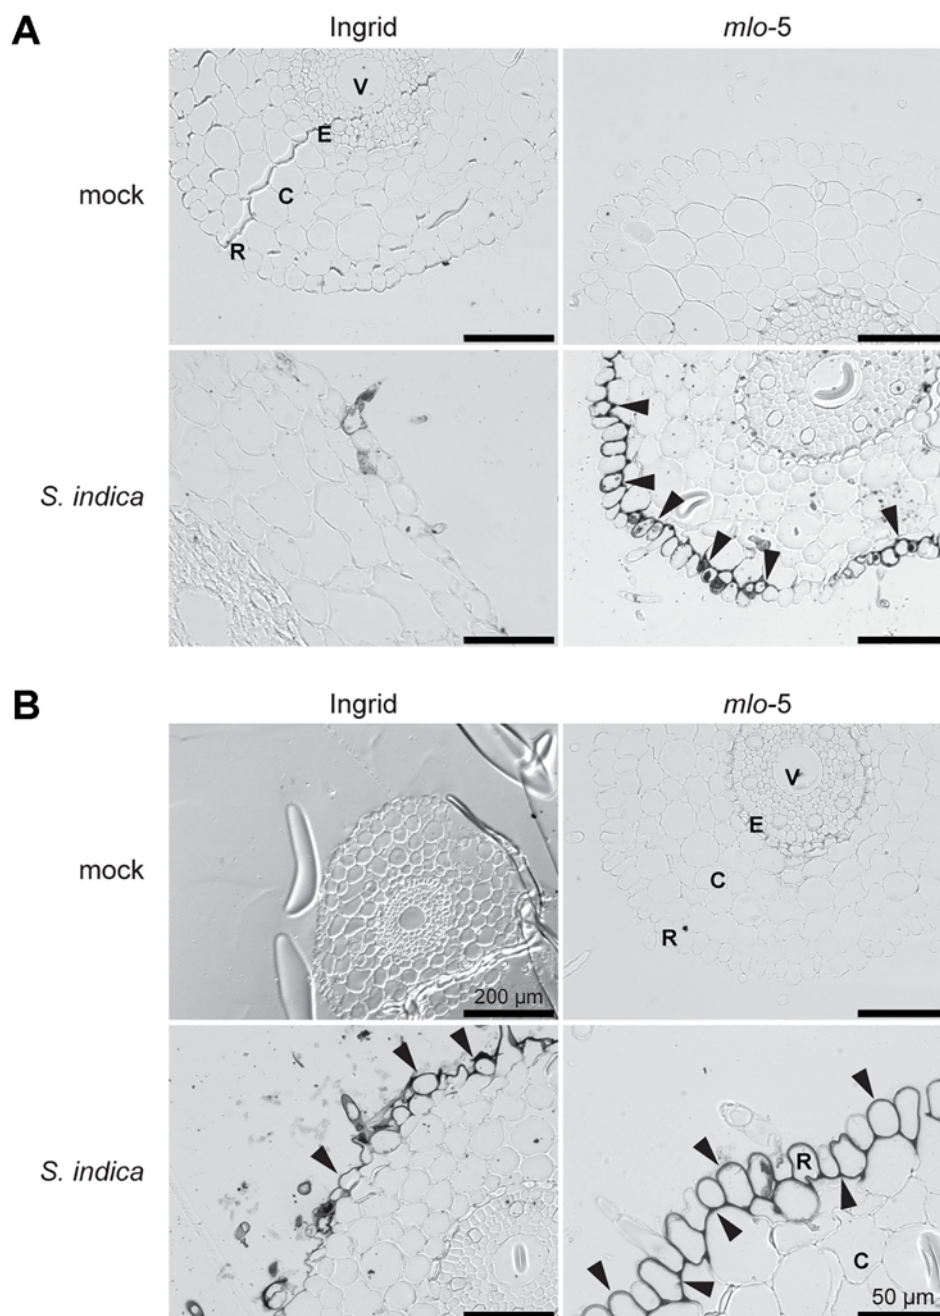 A
Ingrid
mlo-5
mock
V
E
C
R
S. indica
B
Ingrid
mlo-5
mock
200 µm
V
E
C
R
S. indica
R
C
50 µm